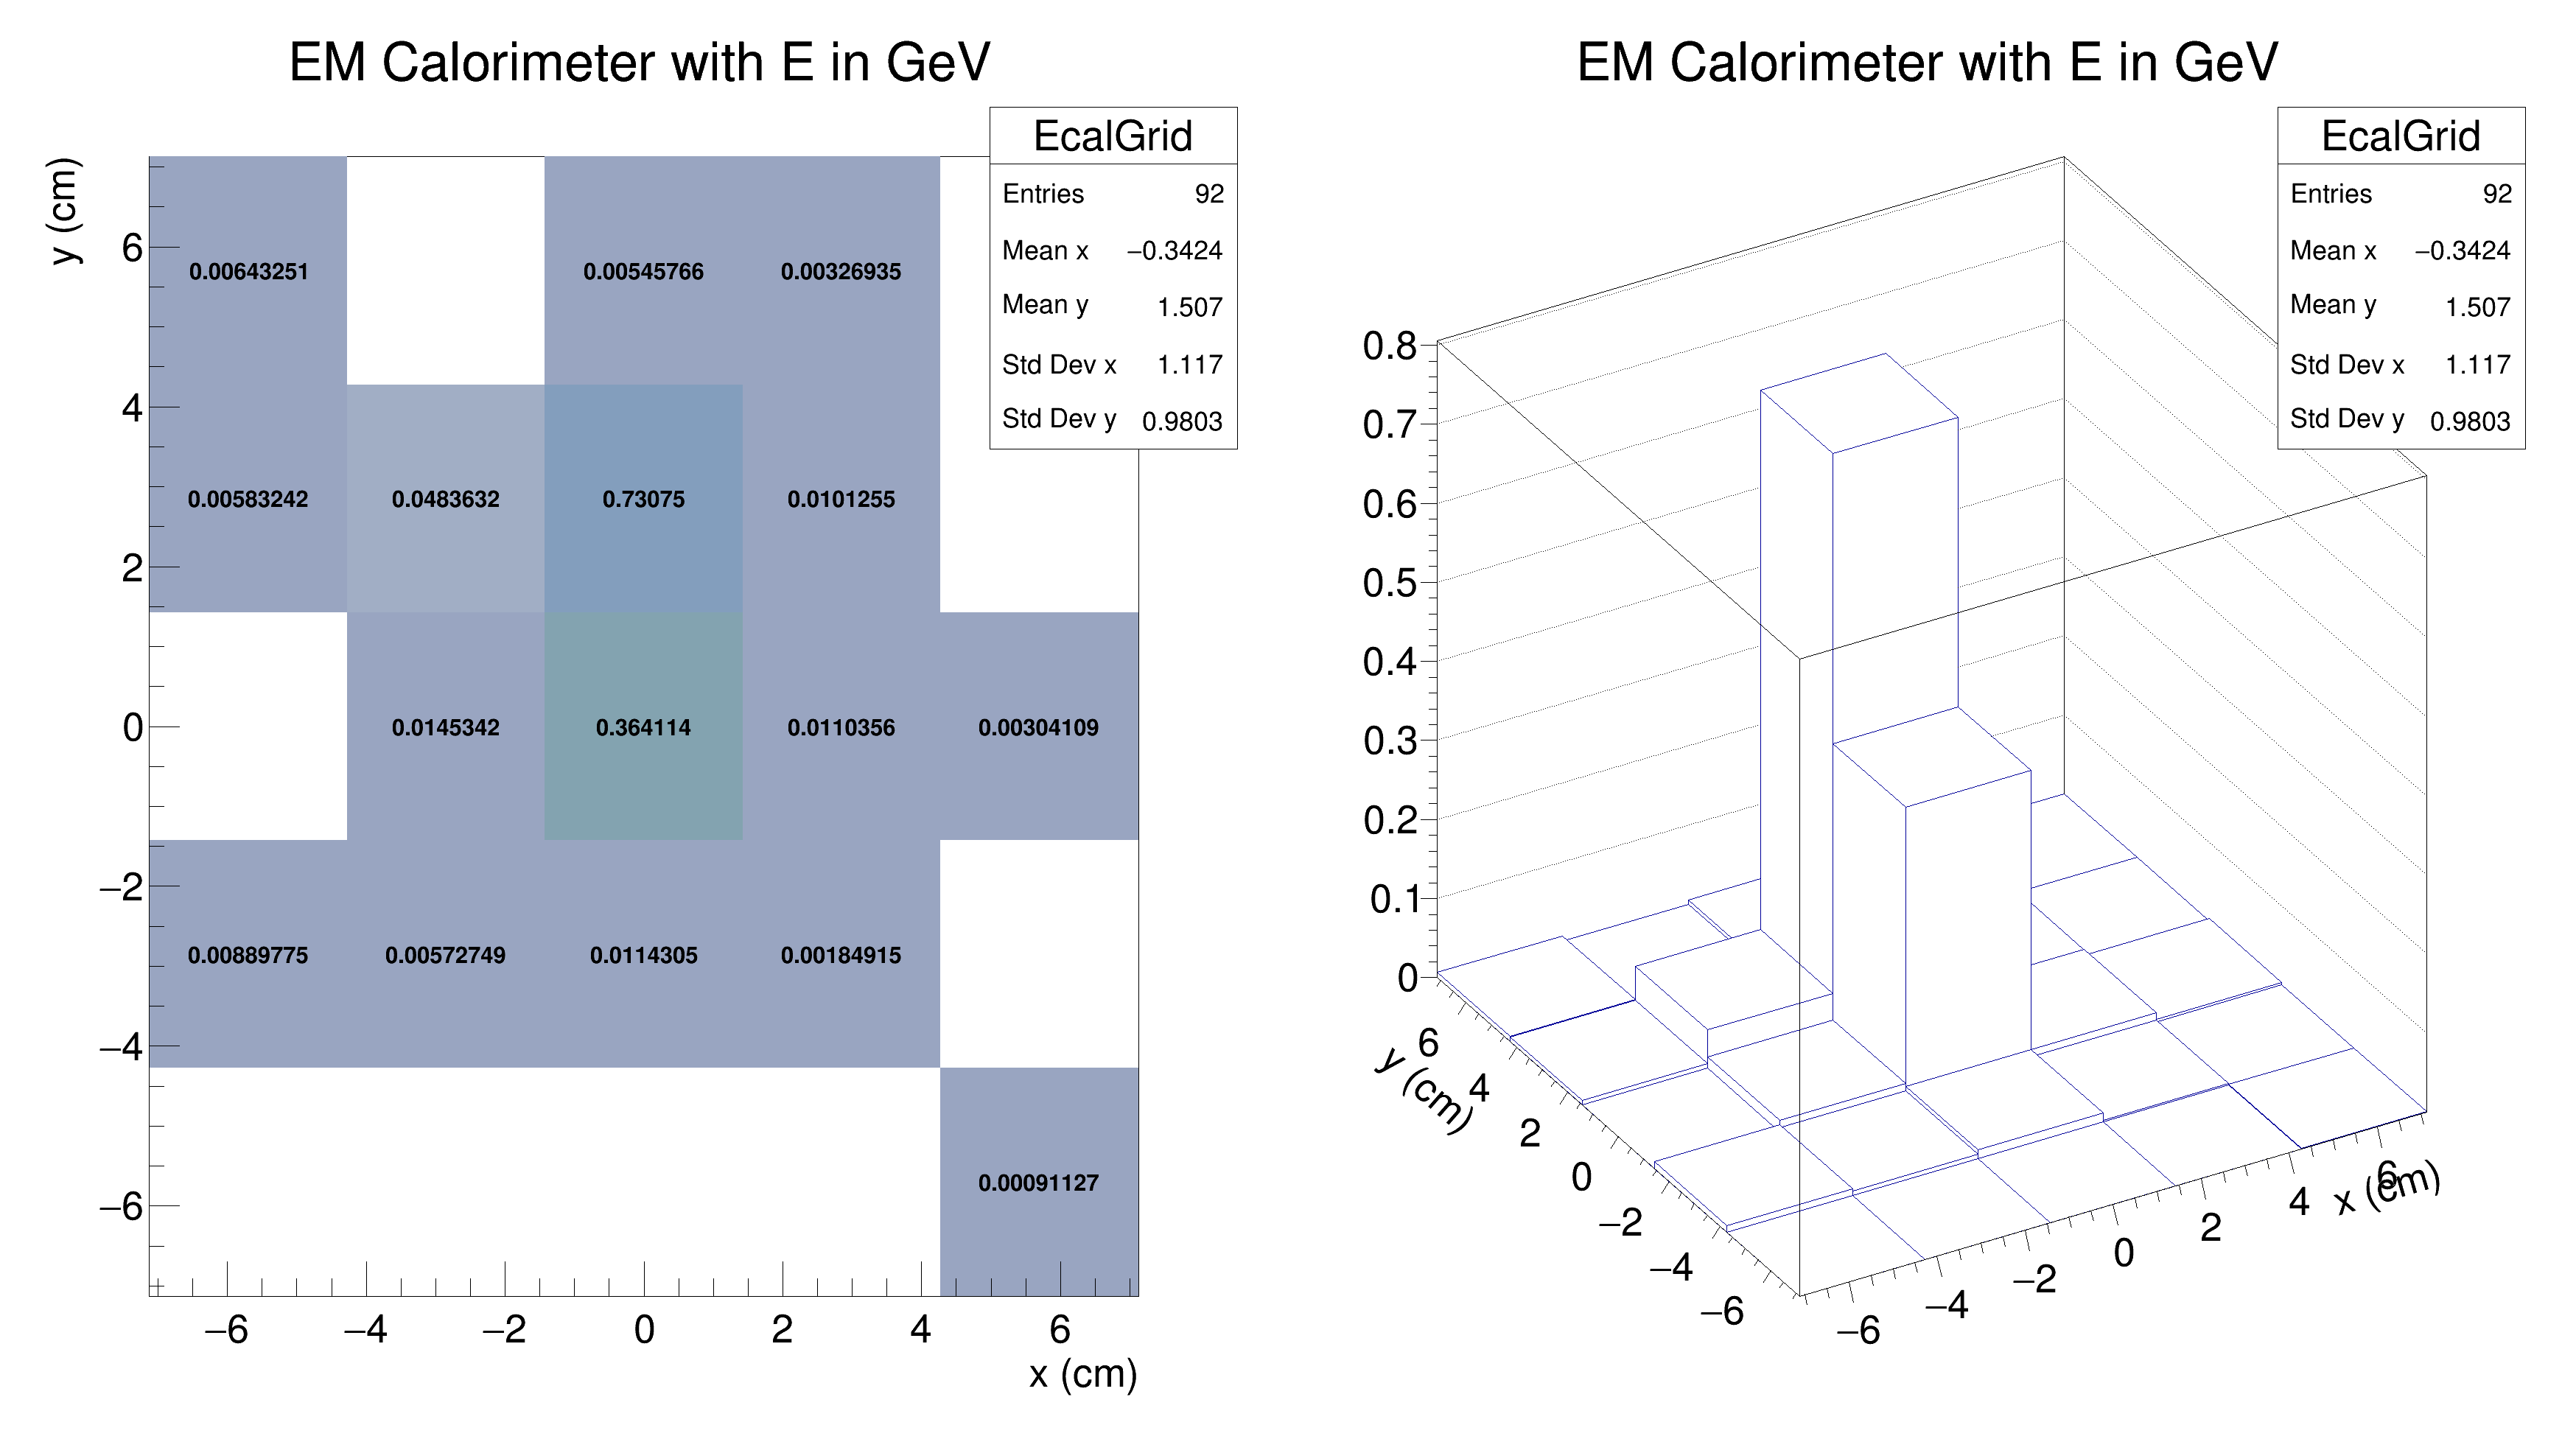 EM Calorimeter with E in GeV
EcalGrid
Entries 92
Mean x −0.3424
Mean y 1.507
Std Dev x 1.117
Std Dev y 0.9803
y (cm)
6
4
2
0
−2
−4
−6
0.00643251 0.00545766 0.00326935
0.00583242 0.0483632 0.73075 0.0101255
0.0145342 0.364114 0.0110356 0.00304109
0.00889775 0.00572749 0.0114305 0.00184915
0.00091127
−6 −4 −2 0 2 4 6
x (cm)
EM Calorimeter with E in GeV
EcalGrid
Entries 92
Mean x −0.3424
Mean y 1.507
Std Dev x 1.117
Std Dev y 0.9803
0.8
0.7
0.6
0.5
0.4
0.3
0.2
0.1
0
y (cm)
6
4
2
0
−2
−4
−6
−6 −4 −2 0 2 4 6
x (cm)